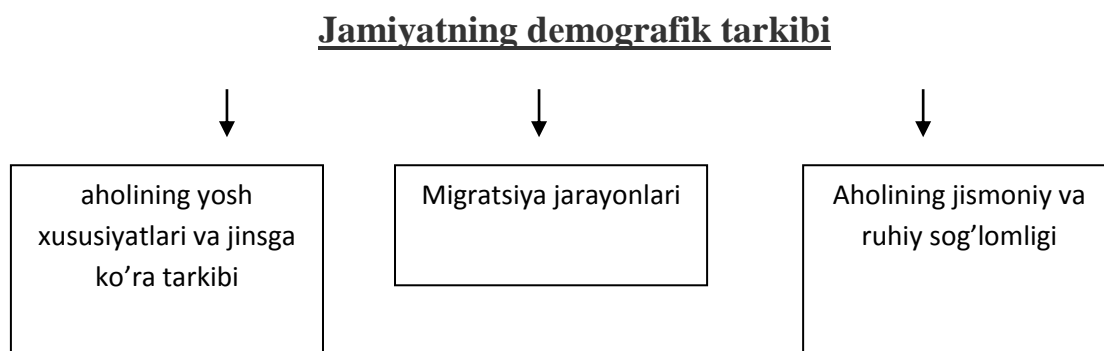 Jamiyatning demografik tarkibi
aholining yosh
xususiyatlari va jinsga
ko’ra tarkibi
Migratsiya jarayonlari
Aholining jismoniy va
ruhiy sog’lomligi